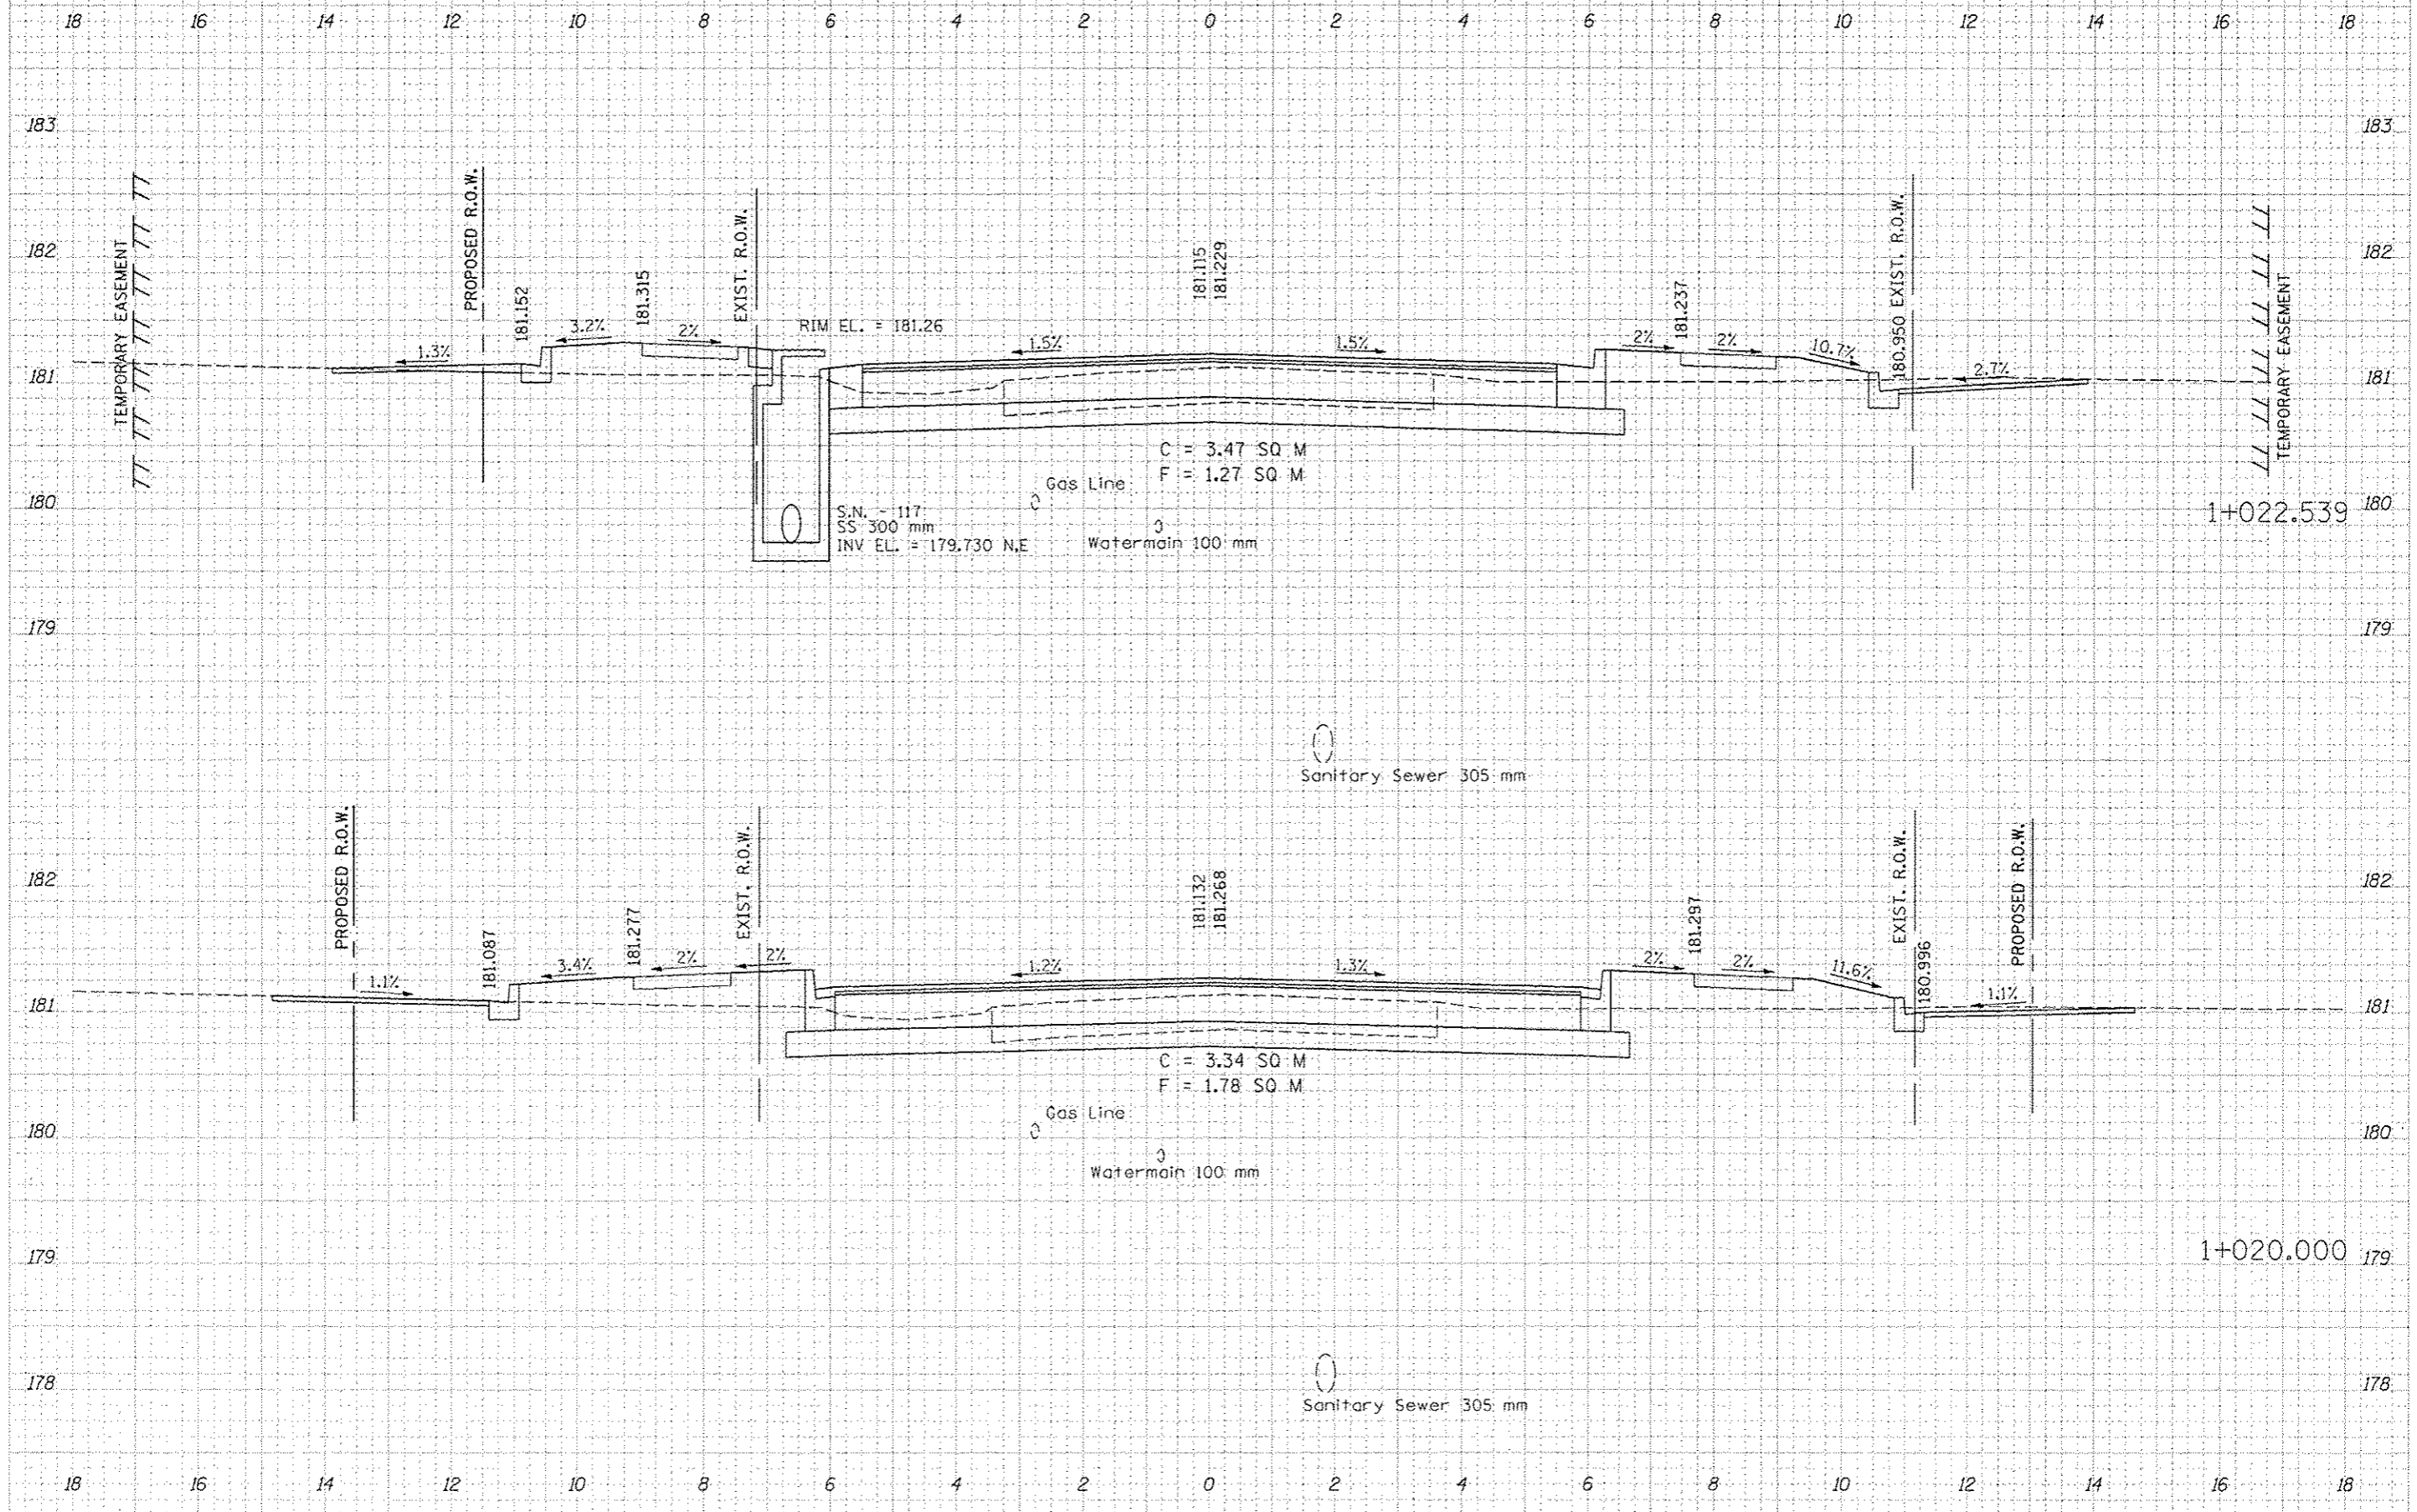 18 16 14 12 10 8 6 4 2 0 2 4 6 8 10 12 14 16 18
183 183
182 182
181 181
180 180
179 179
TEMPORARY EASEMENT
PROPOSED R.O.W.
181.152
181.315
EXIST. R.O.W.
RIM EL. = 181.26
181.115
181.229
181.237
180.950 EXIST. R.O.W.
TEMPORARY EASEMENT
1.3%
3.2%
2%
1.5%
1.5%
2%
2%
10.7%
2.7%
C = 3.47 SQ M
F = 1.27 SQ M
Gas Line
S.N. - 117
SS 300 mm
INV EL. = 179.730 N,E
Watermain 100 mm
1+022.539
Sanitary Sewer 305 mm
182 182
181 181
180 180
179 179
178 178
PROPOSED R.O.W.
181.087
181.277
EXIST. R.O.W.
181.132
181.268
181.297
EXIST. R.O.W.
180.996
PROPOSED R.O.W.
1.1%
3.4%
2%
2%
1.2%
1.3%
2%
2%
11.6%
1.1%
C = 3.34 SQ M
F = 1.78 SQ M
Gas Line
Watermain 100 mm
1+020.000
Sanitary Sewer 305 mm
18 16 14 12 10 8 6 4 2 0 2 4 6 8 10 12 14 16 18